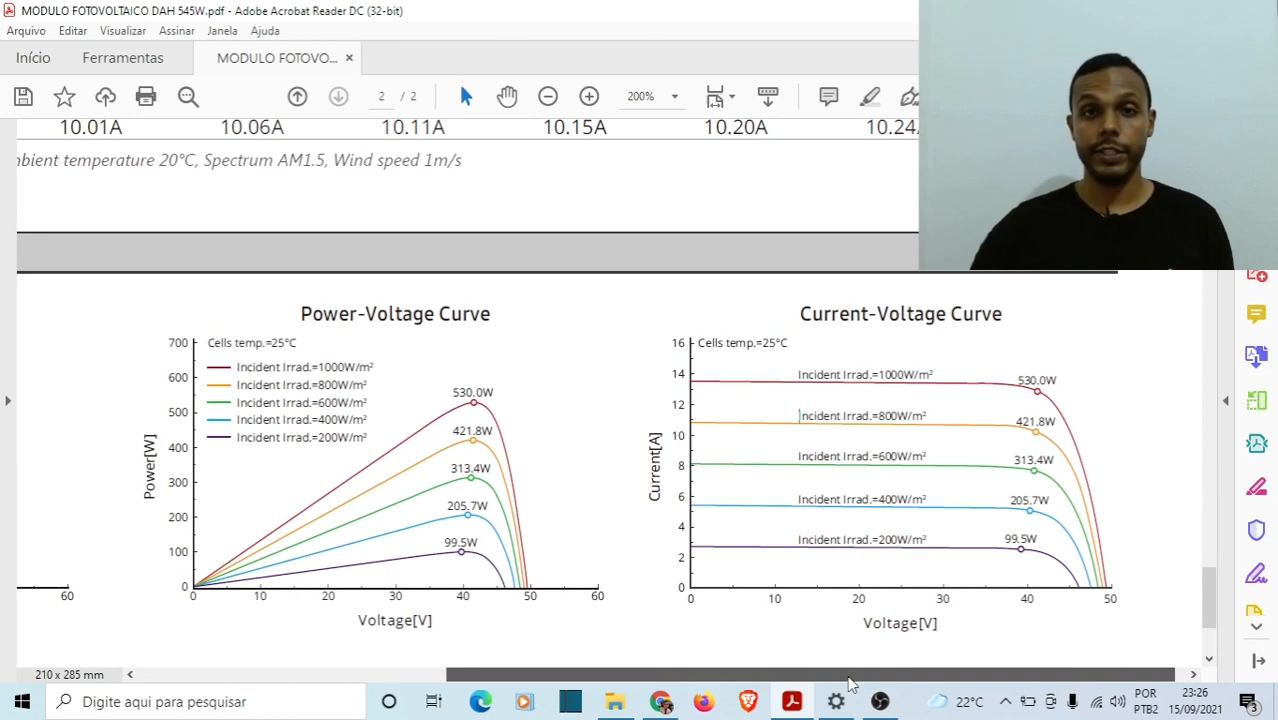 MODULO FOTOVOLTAICO DAH 545W.pdf - Adobe Acrobat Reader DC (32-bit)
Arquivo Editar Visualizar Assinar Janela Ajuda
Início Ferramentas MODULO FOTOVO... ×
2 / 2 200%
10.01A 10.06A 10.11A 10.15A 10.20A 10.24A
nbient temperature 20°C, Spectrum AM1.5, Wind speed 1m/s
60
Power-Voltage Curve
Cells temp.=25°C
Incident Irrad.=1000W/m²
Incident Irrad.=800W/m²
Incident Irrad.=600W/m²
Incident Irrad.=400W/m²
Incident Irrad.=200W/m²
700
600
500
400
300
200
100
0
Power[W]
530.0W
421.8W
313.4W
205.7W
99.5W
0 10 20 30 40 50 60
Voltage[V]
Current-Voltage Curve
Cells temp.=25°C
16
14
12
10
8
6
4
2
0
Current[A]
Incident Irrad.=1000W/m² 530.0W
Incident Irrad.=800W/m² 421.8W
Incident Irrad.=600W/m² 313.4W
Incident Irrad.=400W/m² 205.7W
Incident Irrad.=200W/m² 99.5W
0 10 20 30 40 50
Voltage[V]
210 x 285 mm
Digite aqui para pesquisar
22°C
POR
PTB2
23:26
15/09/2021
3